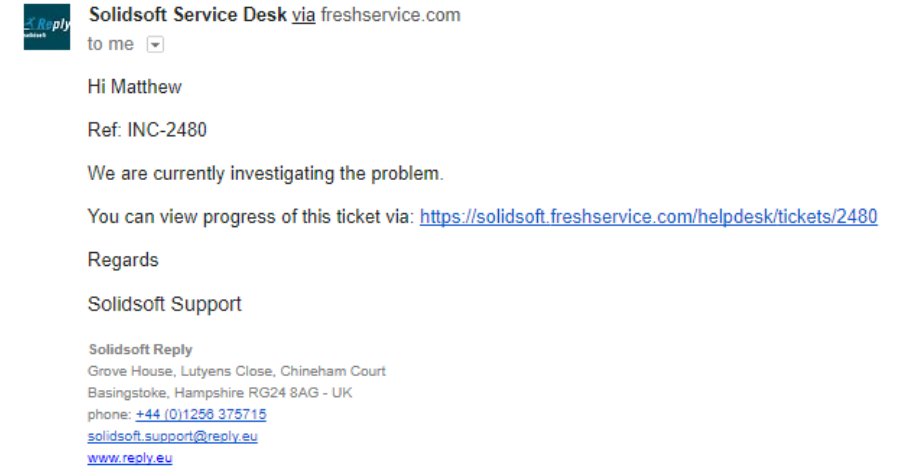 Reply
solidsoft
Solidsoft Service Desk via freshservice.com
to me
Hi Matthew
Ref: INC-2480
We are currently investigating the problem.
You can view progress of this ticket via: https://solidsoft.freshservice.com/helpdesk/tickets/2480
Regards
Solidsoft Support
Solidsoft Reply
Grove House, Lutyens Close, Chineham Court
Basingstoke, Hampshire RG24 8AG - UK
phone: +44 (0)1256 375715
solidsoft.support@reply.eu
www.reply.eu